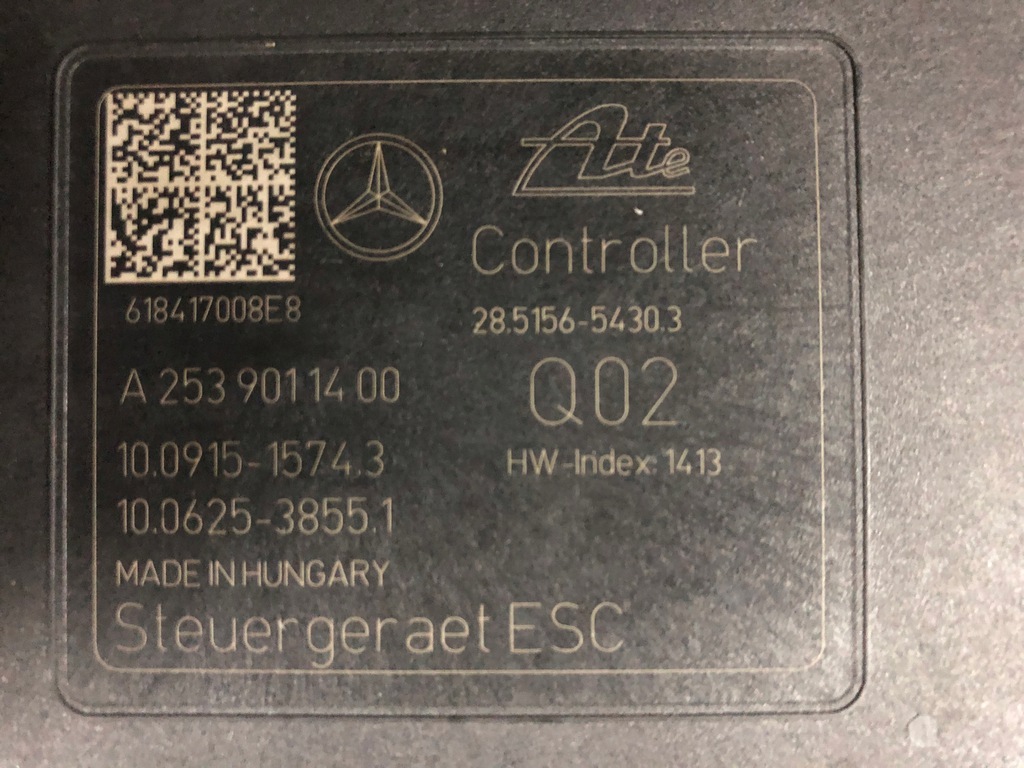 Ate
Controller
618417008E8
28.5156-5430.3
A 253 901 14 00
Q02
10.0915-1574.3
HW-Index: 1413
10.0625-3855.1
MADE IN HUNGARY
Steuergeraet ESC